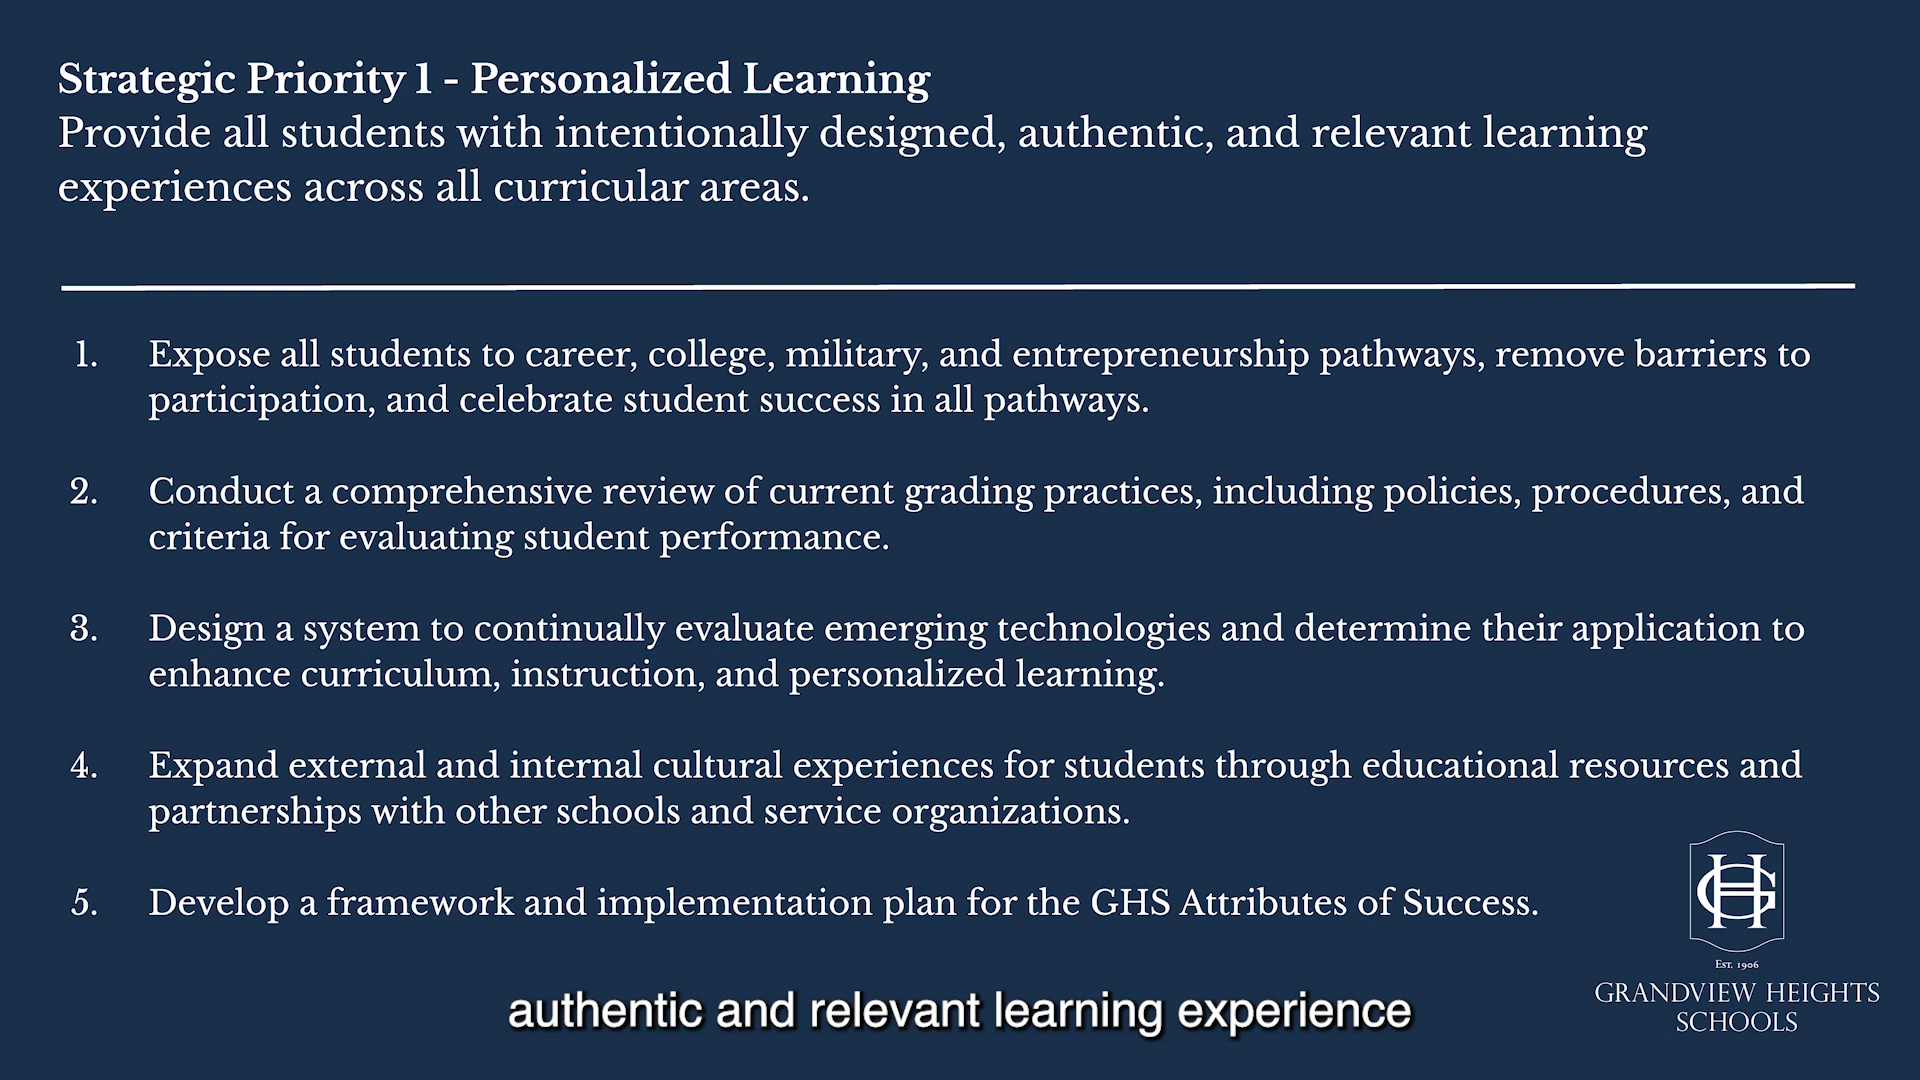 Strategic Priority 1 - Personalized Learning
Provide all students with intentionally designed, authentic, and relevant learning
experiences across all curricular areas.
1. Expose all students to career, college, military, and entrepreneurship pathways, remove barriers to
participation, and celebrate student success in all pathways.
2. Conduct a comprehensive review of current grading practices, including policies, procedures, and
criteria for evaluating student performance.
3. Design a system to continually evaluate emerging technologies and determine their application to
enhance curriculum, instruction, and personalized learning.
4. Expand external and internal cultural experiences for students through educational resources and
partnerships with other schools and service organizations.
5. Develop a framework and implementation plan for the GHS Attributes of Success.
GH
EST. 1906
GRANDVIEW HEIGHTS
SCHOOLS
authentic and relevant learning experience